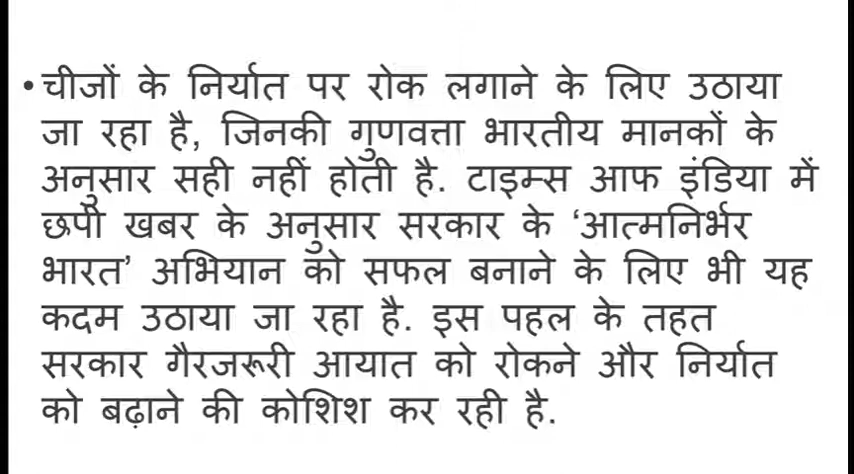 • चीजों के निर्यात पर रोक लगाने के लिए उठाया
जा रहा है, जिनकी गुणवत्ता भारतीय मानकों के
अनुसार सही नहीं होती है. टाइम्स आफ इंडिया में
छपी खबर के अनुसार सरकार के ‘आत्मनिर्भर
भारत’ अभियान को सफल बनाने के लिए भी यह
कदम उठाया जा रहा है. इस पहल के तहत
सरकार गैरजरूरी आयात को रोकने और निर्यात
को बढ़ाने की कोशिश कर रही है.